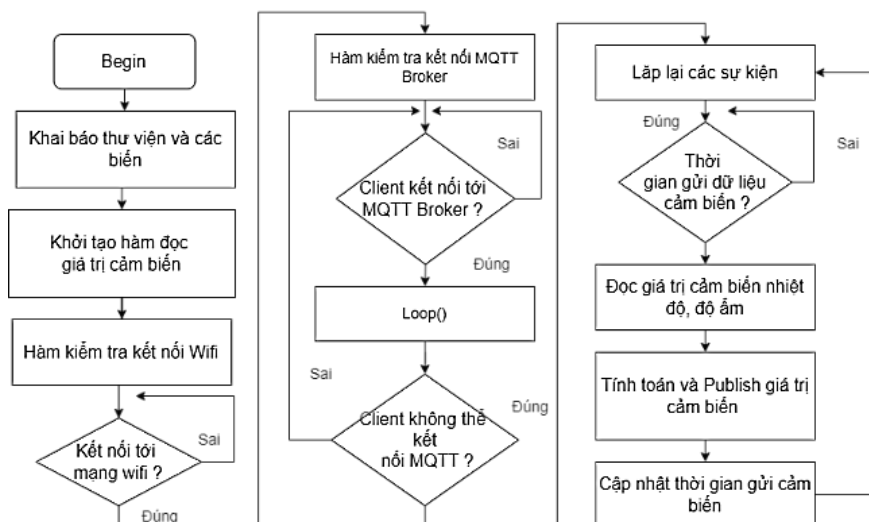 Begin
Khai báo thư viện và các
biến
Khởi tạo hàm đọc
giá trị cảm biến
Hàm kiểm tra kết nối Wifi
Kết nối tới
mạng wifi ?
Sai
Đúng
Hàm kiểm tra kết nối MQTT
Broker
Sai
Client kết nối tới
MQTT Broker ?
Đúng
Loop()
Sai
Đúng
Client không thể
kết
nối MQTT ?
Lăp lại các sự kiện
Đúng
Sai
Thời
gian gửi dữ liệu
cảm biến ?
Đọc giá trị cảm biến nhiệt
độ, độ ẩm
Tính toán và Publish giá trị
cảm biến
Cập nhật thời gian gửi cảm
biến